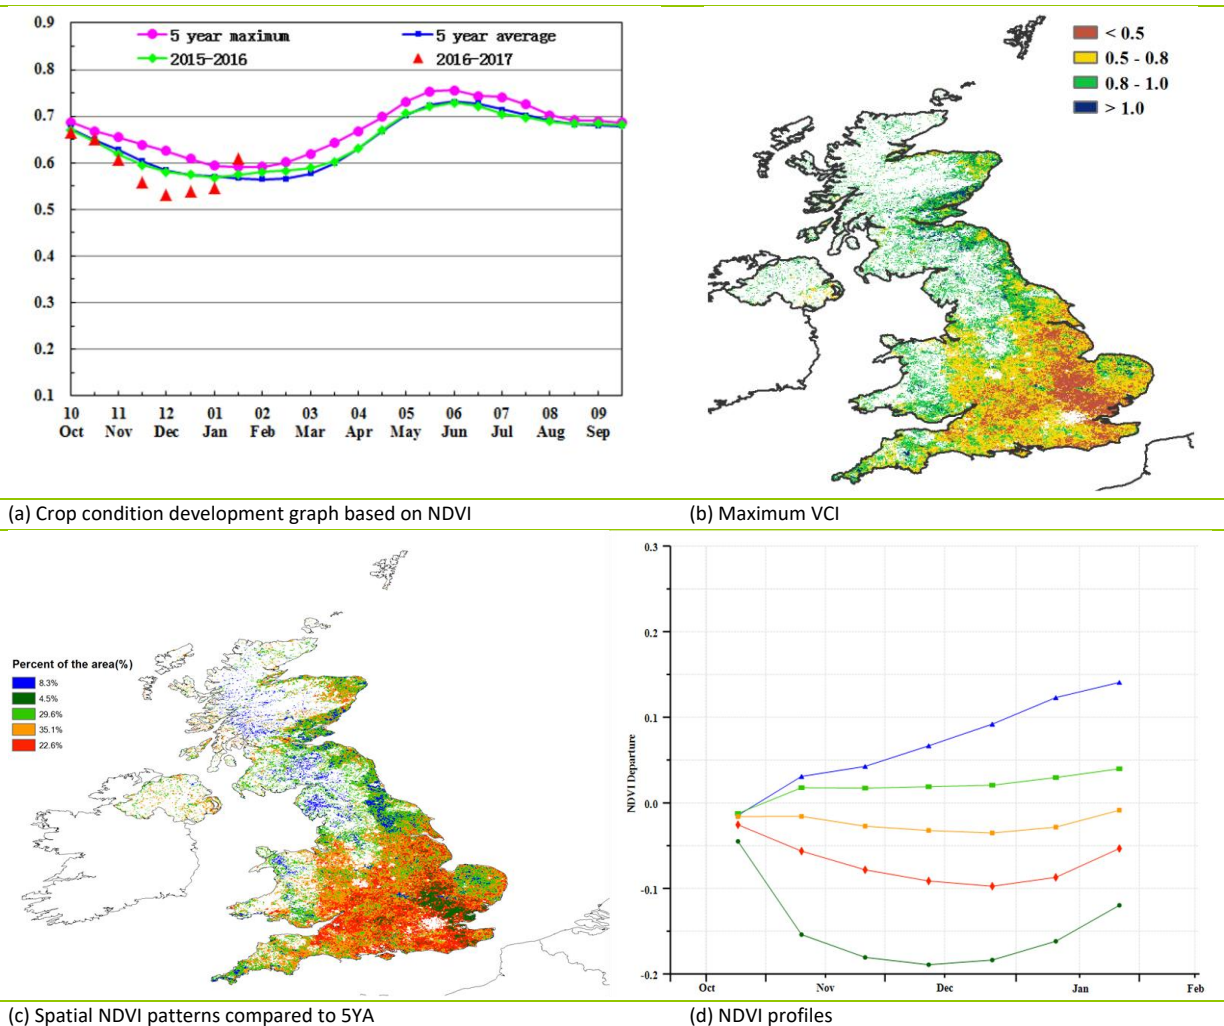 0.9
0.8
0.7
0.6
0.5
0.4
0.3
0.2
0.1
5 year maximum
5 year average
2015-2016
2016-2017
10 11 12 01 02 03 04 05 06 07 08 09
Oct Nov Dec Jan Feb Mar Apr May Jun Jul Aug Sep
< 0.5
0.5 - 0.8
0.8 - 1.0
> 1.0
(a) Crop condition development graph based on NDVI
(b) Maximum VCI
Percent of the area(%)
8.3%
4.5%
29.6%
35.1%
22.6%
0.3
0.2
0.1
0.0
-0.1
-0.2
NDVI Departure
Oct Nov Dec Jan Feb
(c) Spatial NDVI patterns compared to 5YA
(d) NDVI profiles